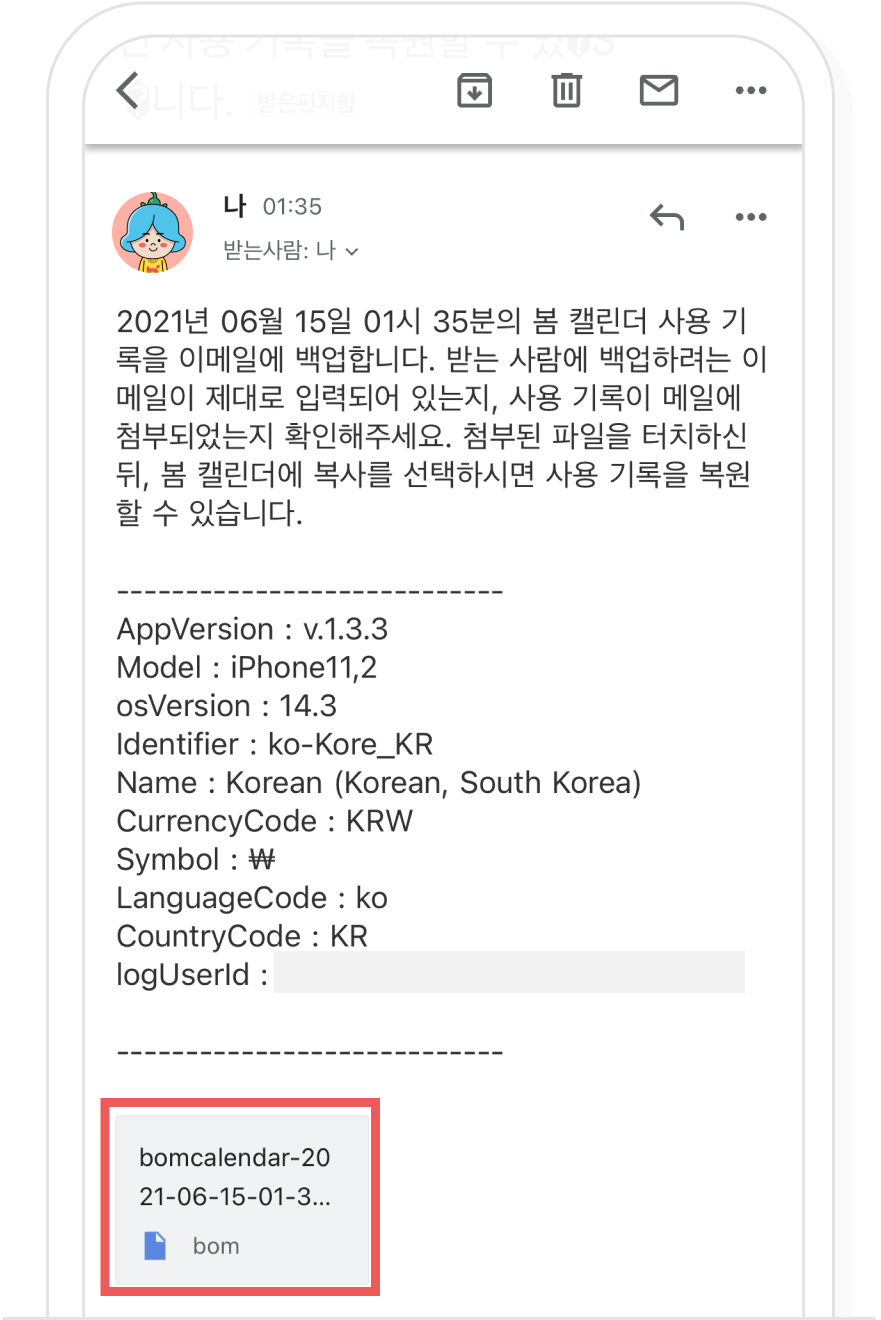 니다. 받은편지함
나 01:35
받는사람: 나
2021년 06월 15일 01시 35분의 봄 캘린더 사용 기
록을 이메일에 백업합니다. 받는 사람에 백업하려는 이
메일이 제대로 입력되어 있는지, 사용 기록이 메일에
첨부되었는지 확인해주세요. 첨부된 파일을 터치하신
뒤, 봄 캘린더에 복사를 선택하시면 사용 기록을 복원
할 수 있습니다.
----------------------------
AppVersion : v.1.3.3
Model : iPhone11,2
osVersion : 14.3
Identifier : ko-Kore_KR
Name : Korean (Korean, South Korea)
CurrencyCode : KRW
Symbol : ₩
LanguageCode : ko
CountryCode : KR
logUserId :
----------------------------
bomcalendar-20
21-06-15-01-3...
bom